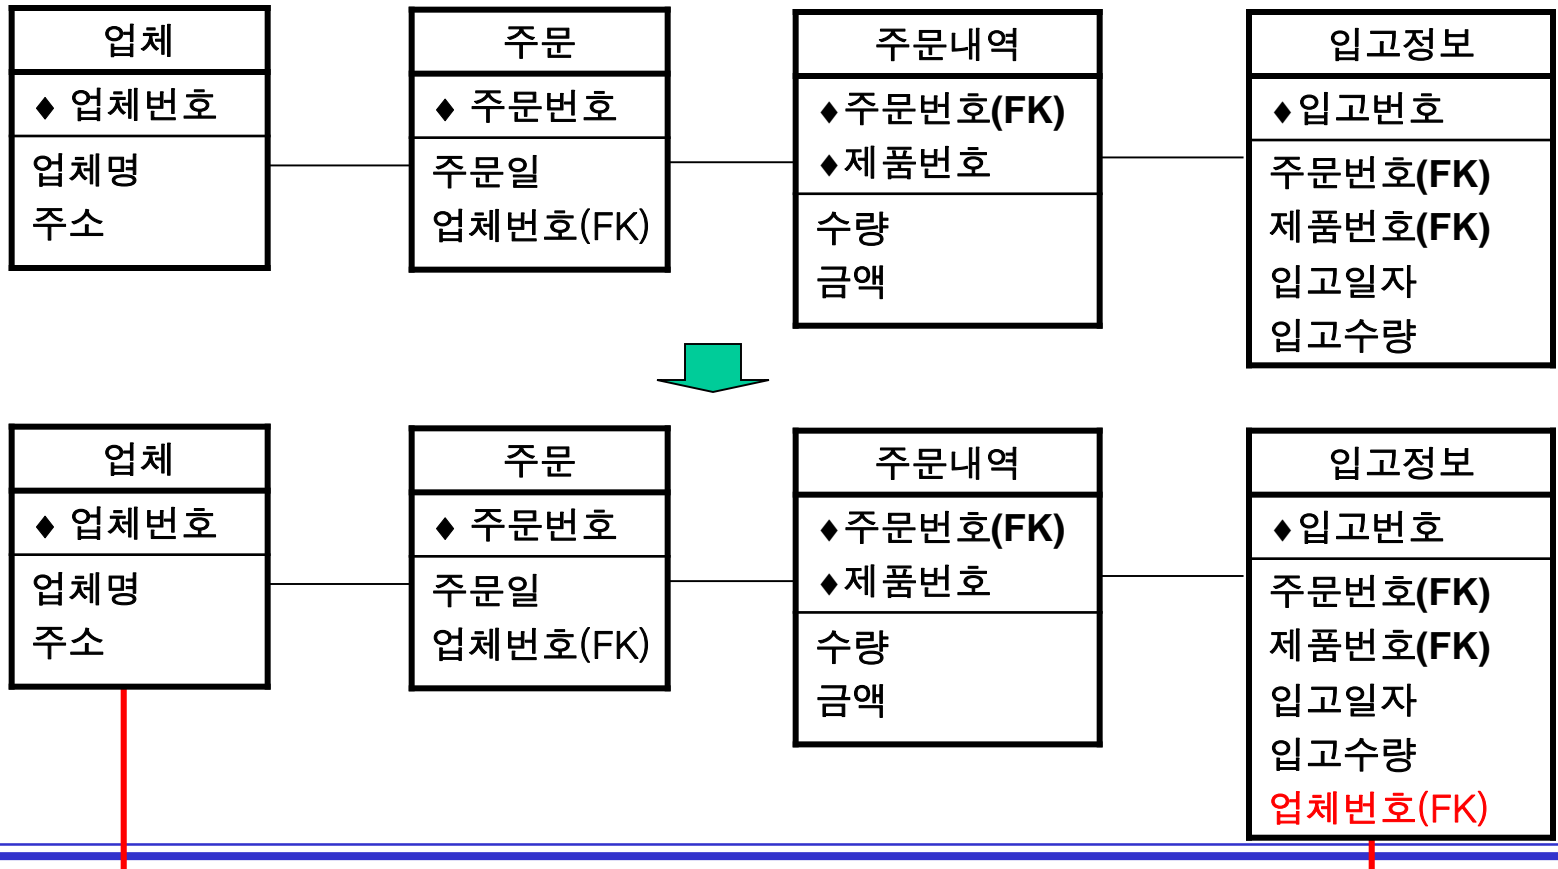 업체
♦ 업체번호
업체명
주소
주문
♦ 주문번호
주문일
업체번호(FK)
주문내역
♦주문번호(FK)
♦제품번호
수량
금액
입고정보
♦입고번호
주문번호(FK)
제품번호(FK)
입고일자
입고수량
업체
♦ 업체번호
업체명
주소
주문
♦ 주문번호
주문일
업체번호(FK)
주문내역
♦주문번호(FK)
♦제품번호
수량
금액
입고정보
♦입고번호
주문번호(FK)
제품번호(FK)
입고일자
입고수량
업체번호(FK)